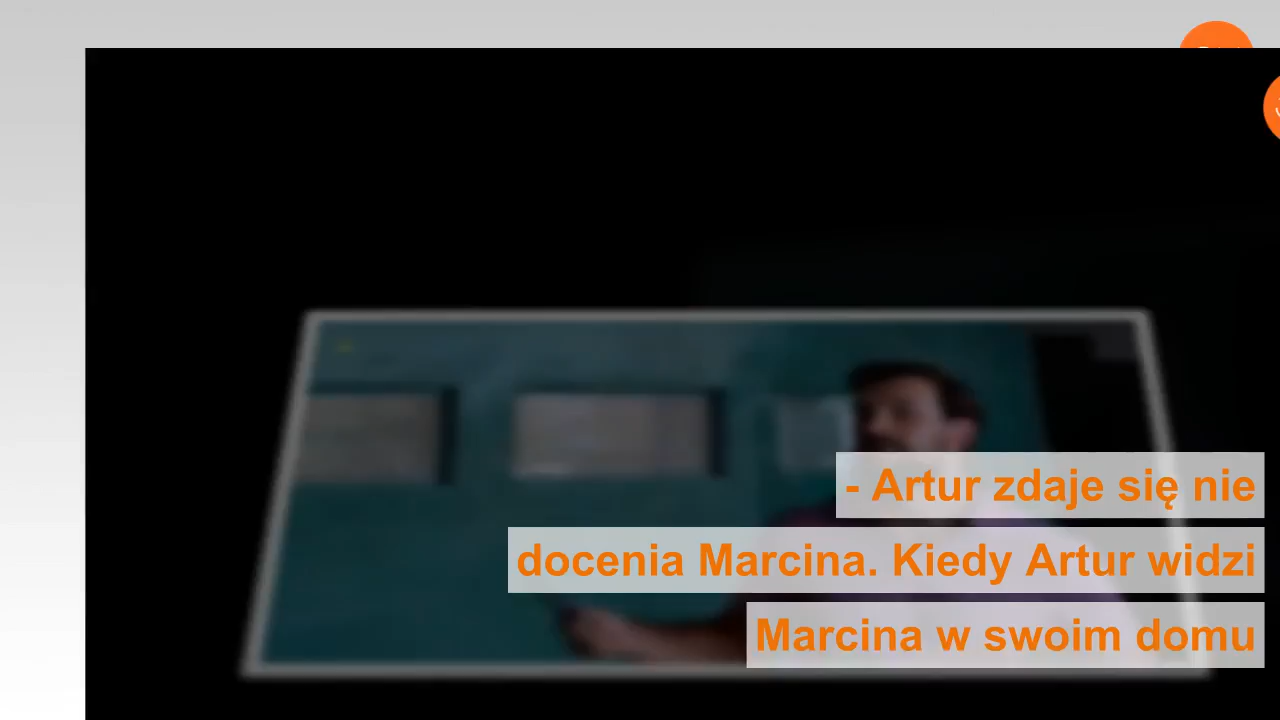 - Artur zdaje się nie
docenia Marcina. Kiedy Artur widzi
Marcina w swoim domu